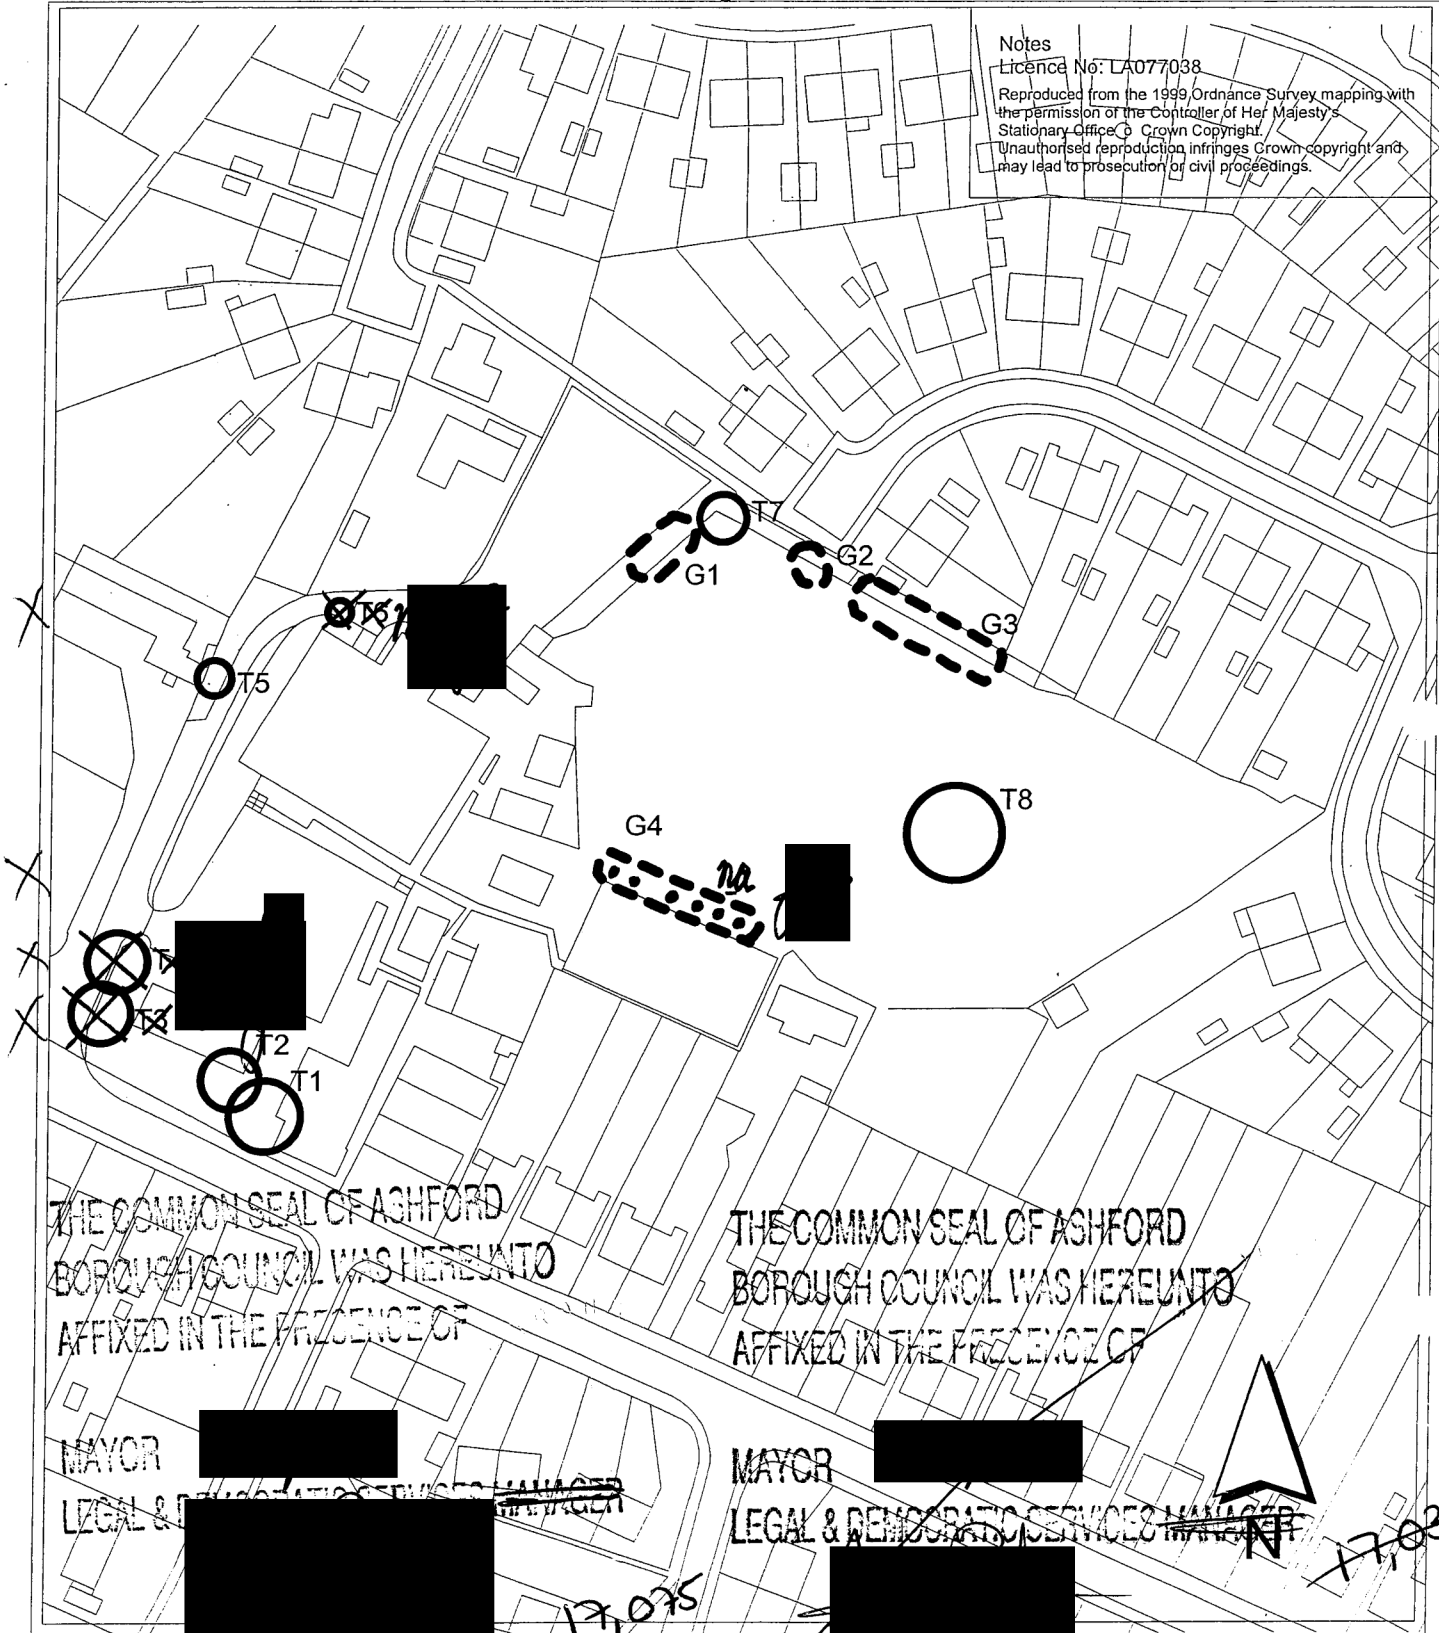 Notes
Licence No: LA077038
Reproduced from the 1999 Ordnance Survey mapping with
the permission of the Controller of Her Majesty's
Stationary Office © Crown Copyright.
Unauthorised reproduction infringes Crown copyright and
may lead to prosecution or civil proceedings.
T7
G2
G1
T6
G3
T5
T8
G4
na
T3
T2
T1
THE COMMON SEAL OF ASHFORD
BOROUGH COUNCIL WAS HEREUNTO
AFFIXED IN THE PRESENCE OF
MAYOR
LEGAL & DEMOCRATIC SERVICES MANAGER
17,075
THE COMMON SEAL OF ASHFORD
BOROUGH COUNCIL WAS HEREUNTO
AFFIXED IN THE PRESENCE OF
MAYOR
LEGAL & DEMOCRATIC SERVICES MANAGER
N